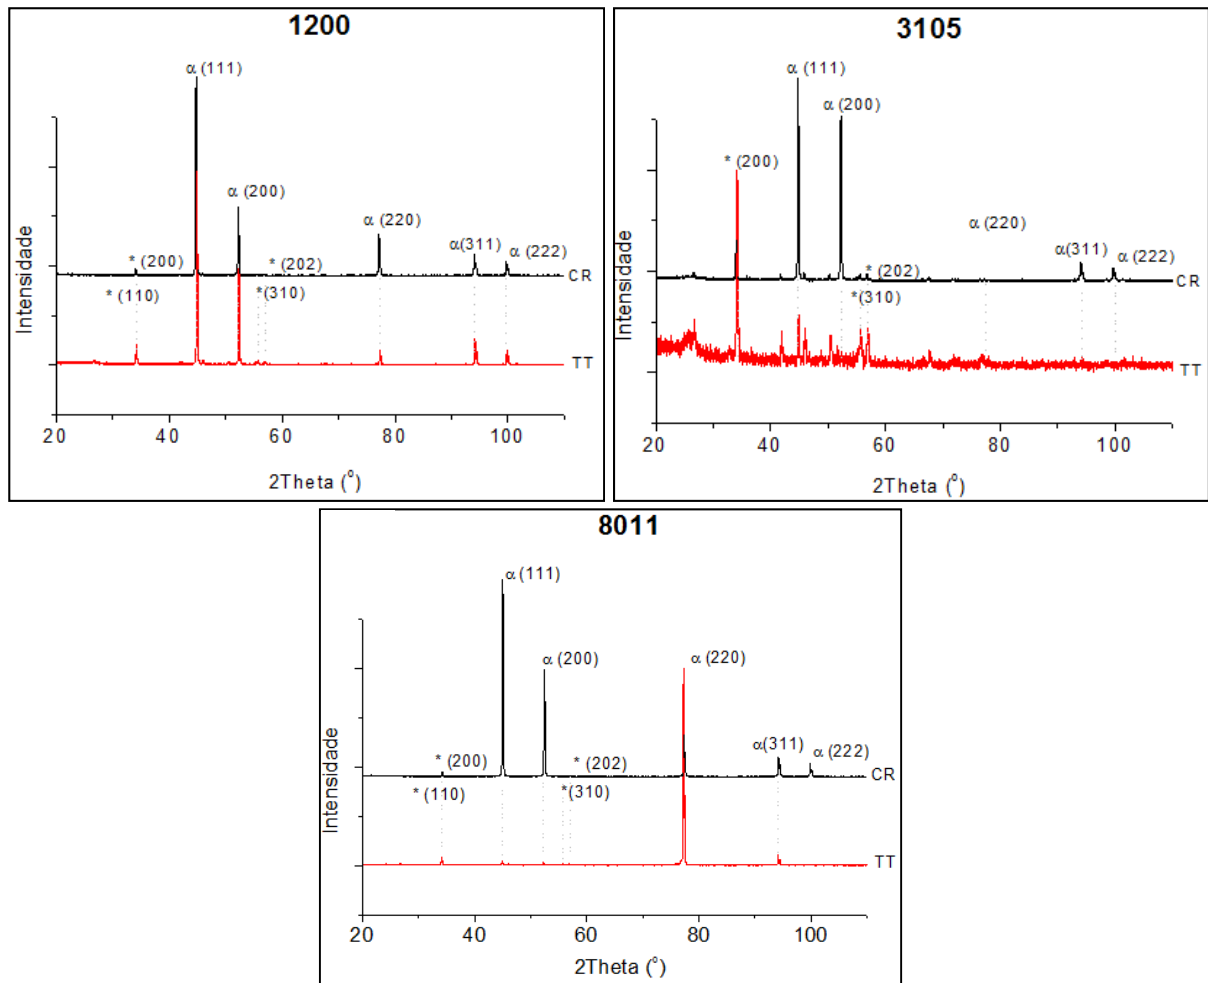 1200
α (111)
α (200)
α (220)
* (200)
* (202)
α(311)
α (222)
CR
* (110)
*(310)
TT
Intensidade
20 40 60 80 100
2Theta (°)
3105
α (111)
α (200)
* (200)
α (220)
α(311)
α (222)
* (202)
CR
*(310)
TT
Intensidade
20 40 60 80 100
2Theta (°)
8011
α (111)
α (200)
α (220)
* (200)
* (202)
α(311)
α (222)
CR
* (110)
*(310)
TT
Intensidade
20 40 60 80 100
2Theta (°)